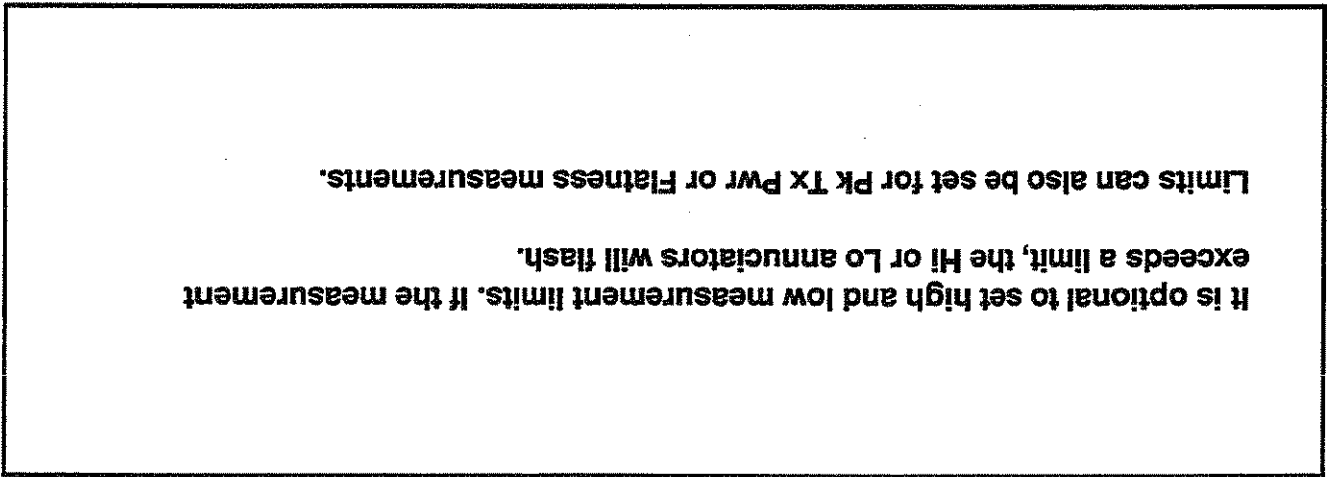 It is optional to set high and low measurement limits. If the measurement
exceeds a limit, the Hi or Lo annuciators will flash.
Limits can also be set for Pk Tx Pwr or Flatness measurements.